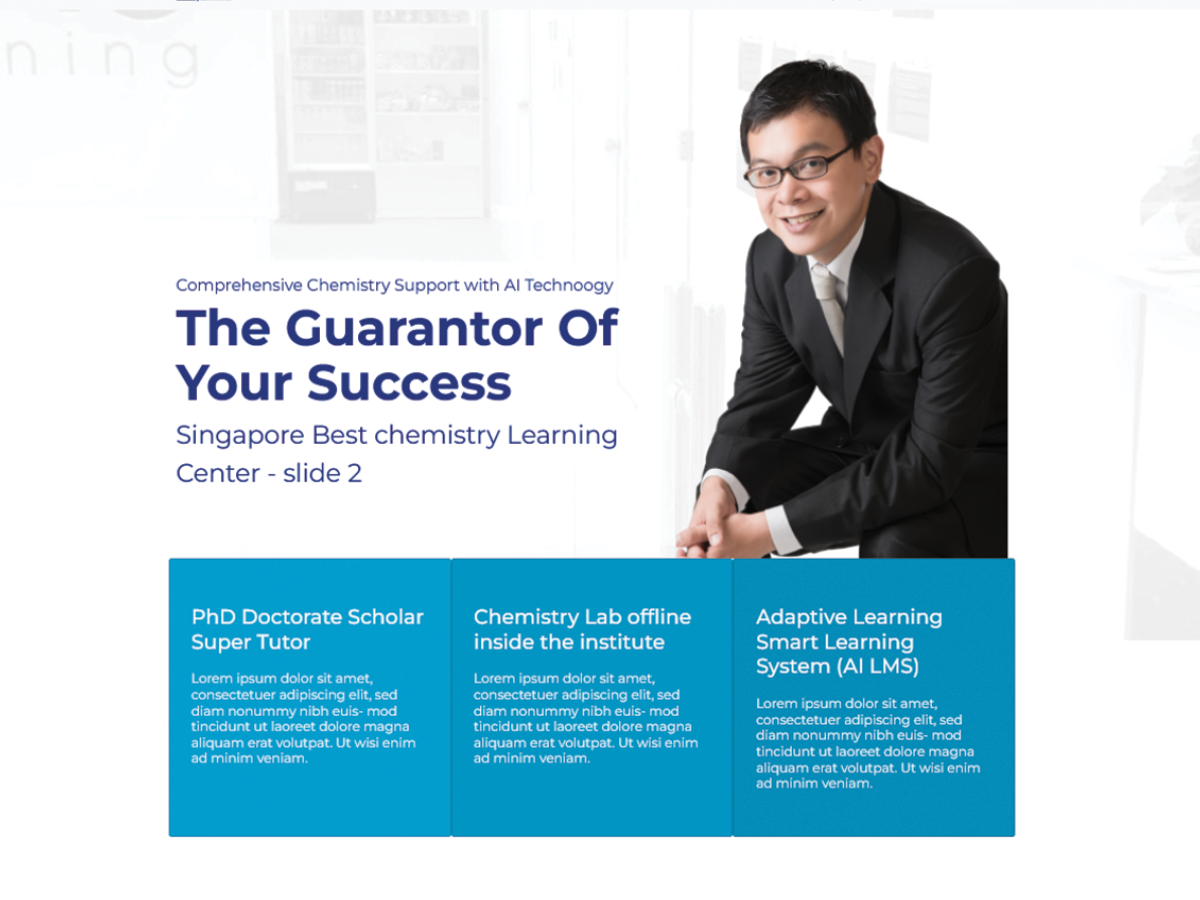 ning
Comprehensive Chemistry Support with AI Technoogy
The Guarantor Of
Your Success
Singapore Best chemistry Learning
Center - slide 2
PhD Doctorate Scholar
Super Tutor
Lorem ipsum dolor sit amet,
consectetuer adipiscing elit, sed
diam nonummy nibh euis- mod
tincidunt ut laoreet dolore magna
aliquam erat volutpat. Ut wisi enim
ad minim veniam.
Chemistry Lab offline
inside the institute
Lorem ipsum dolor sit amet,
consectetuer adipiscing elit, sed
diam nonummy nibh euis- mod
tincidunt ut laoreet dolore magna
aliquam erat volutpat. Ut wisi enim
ad minim veniam.
Adaptive Learning
Smart Learning
System (AI LMS)
Lorem ipsum dolor sit amet,
consectetuer adipiscing elit, sed
diam nonummy nibh euis- mod
tincidunt ut laoreet dolore magna
aliquam erat volutpat. Ut wisi enim
ad minim veniam.